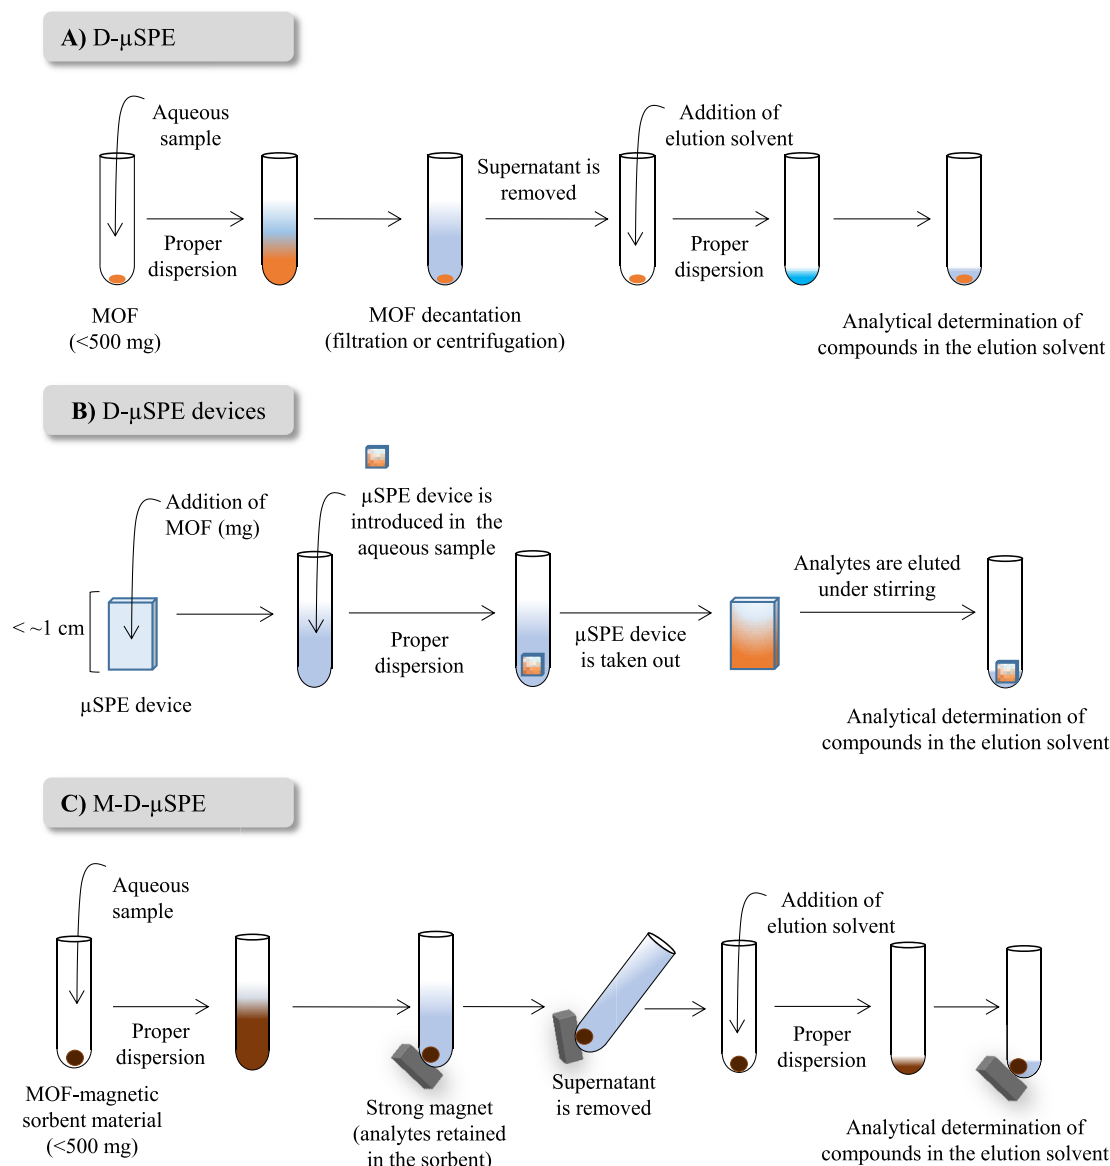 A) D-µSPE
Aqueous
sample
Addition of
elution solvent
Supernatant is
removed
Proper
dispersion
Proper
dispersion
MOF
(<500 mg)
MOF decantation
(filtration or centrifugation)
Analytical determination of
compounds in the elution solvent
B) D-µSPE devices
Addition of
MOF (mg)
µSPE device is
introduced in the
aqueous sample
Analytes are eluted
under stirring
< ~1 cm
Proper
dispersion
µSPE device
is taken out
µSPE device
Analytical determination of
compounds in the elution solvent
C) M-D-µSPE
Aqueous
sample
Addition of
elution solvent
Proper
dispersion
Proper
dispersion
MOF-magnetic
sorbent material
(<500 mg)
Strong magnet
(analytes retained
in the sorbent)
Supernatant
is removed
Analytical determination of
compounds in the elution solvent